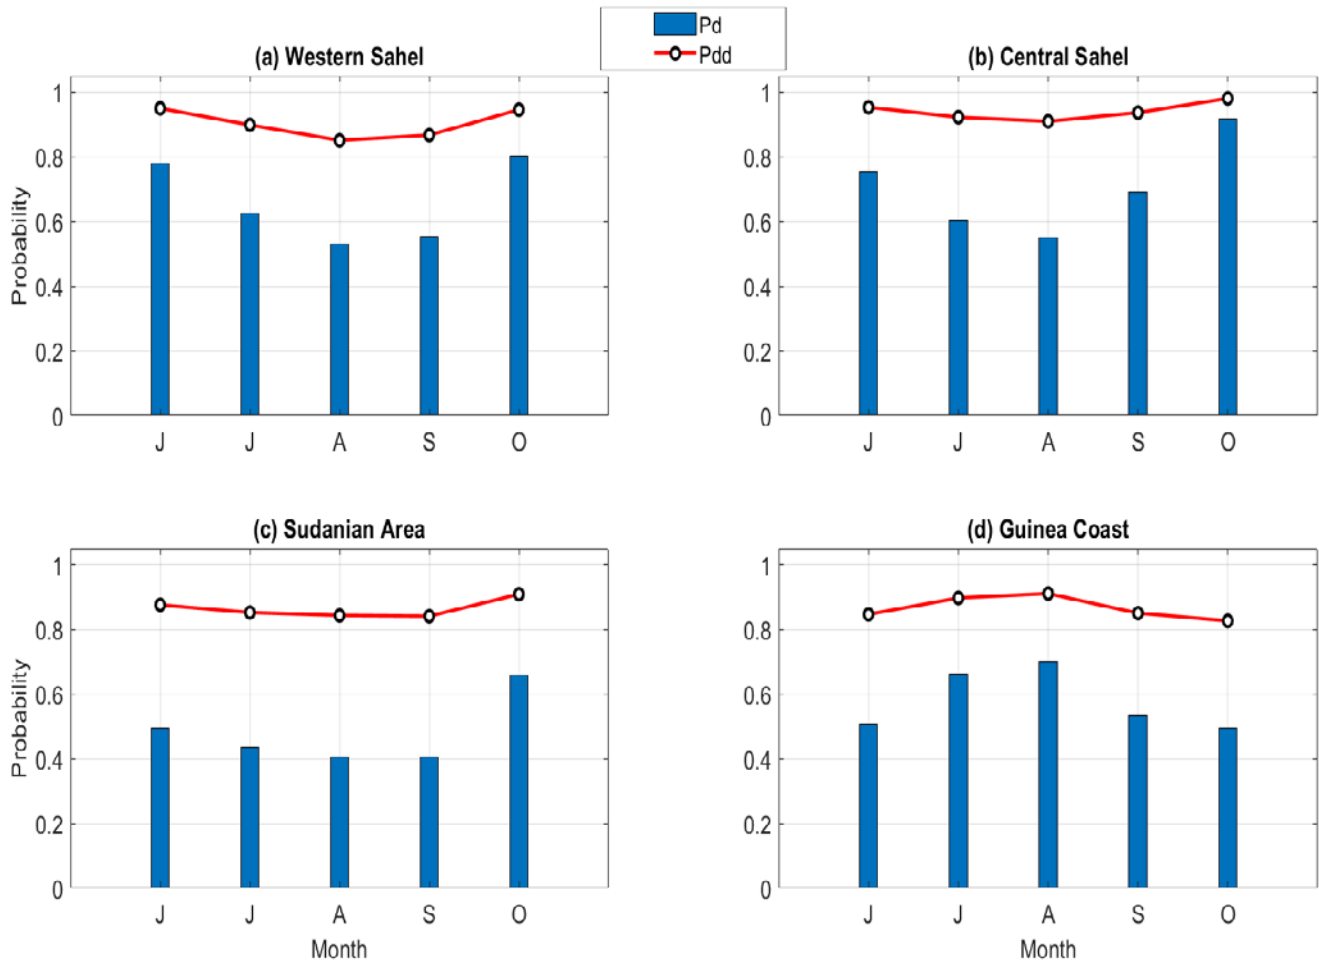 Pd
Pdd
(a) Western Sahel
1
0.8
0.6
0.4
0.2
0
Probability
J J A S O
(b) Central Sahel
1
0.8
0.6
0.4
0.2
0
J J A S O
(c) Sudanian Area
1
0.8
0.6
0.4
0.2
0
Probability
J J A S O
Month
(d) Guinea Coast
1
0.8
0.6
0.4
0.2
0
J J A S O
Month